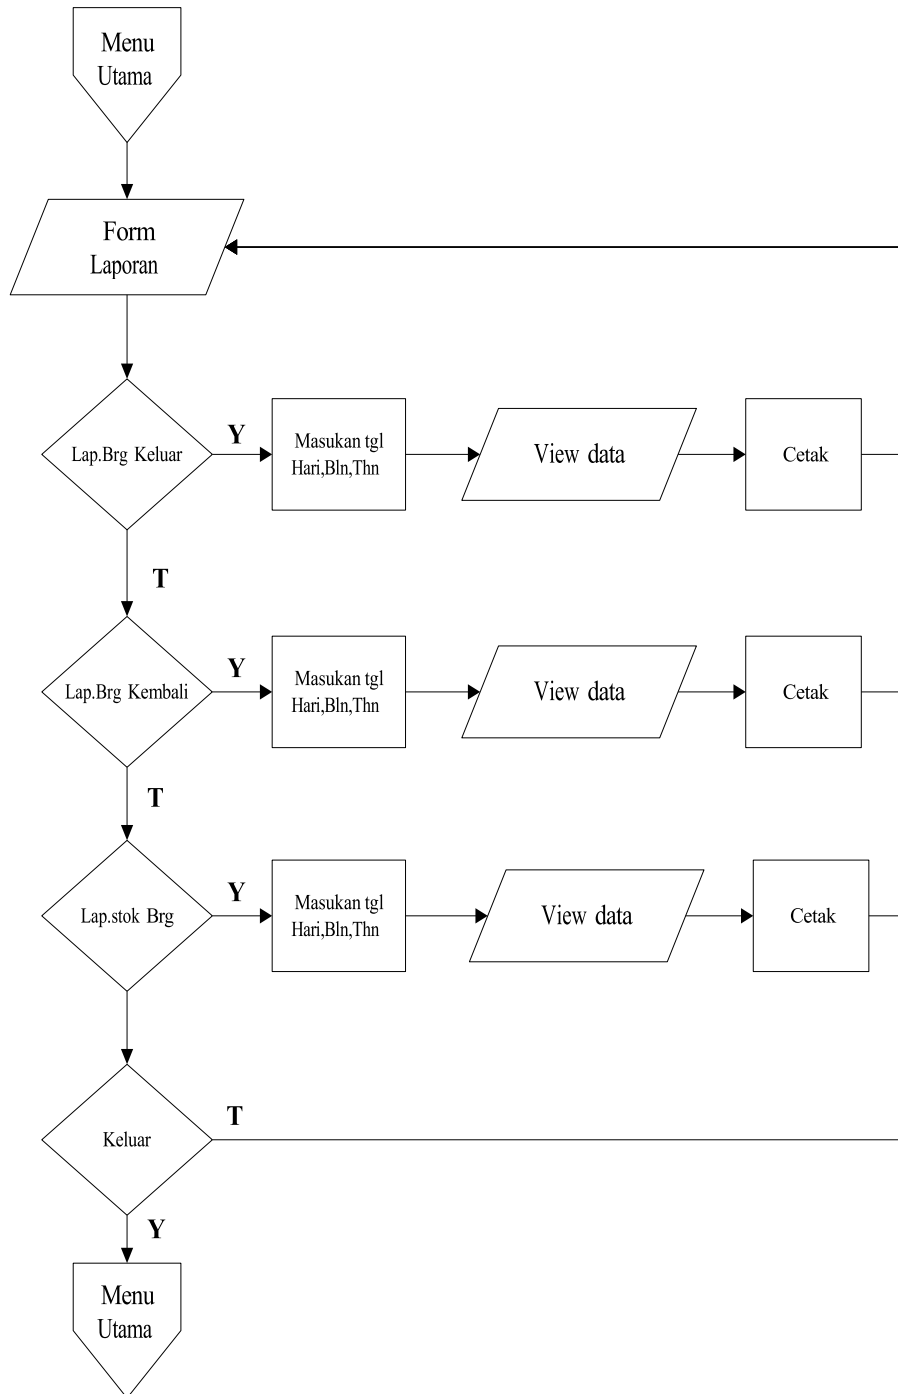 Menu
Utama
Form
Laporan
Lap.Brg Keluar
Y
Masukan tgl
Hari,Bln,Thn
View data
Cetak
T
Lap.Brg Kembali
Y
Masukan tgl
Hari,Bln,Thn
View data
Cetak
T
Lap.stok Brg
Y
Masukan tgl
Hari,Bln,Thn
View data
Cetak
Keluar
T
Y
Menu
Utama